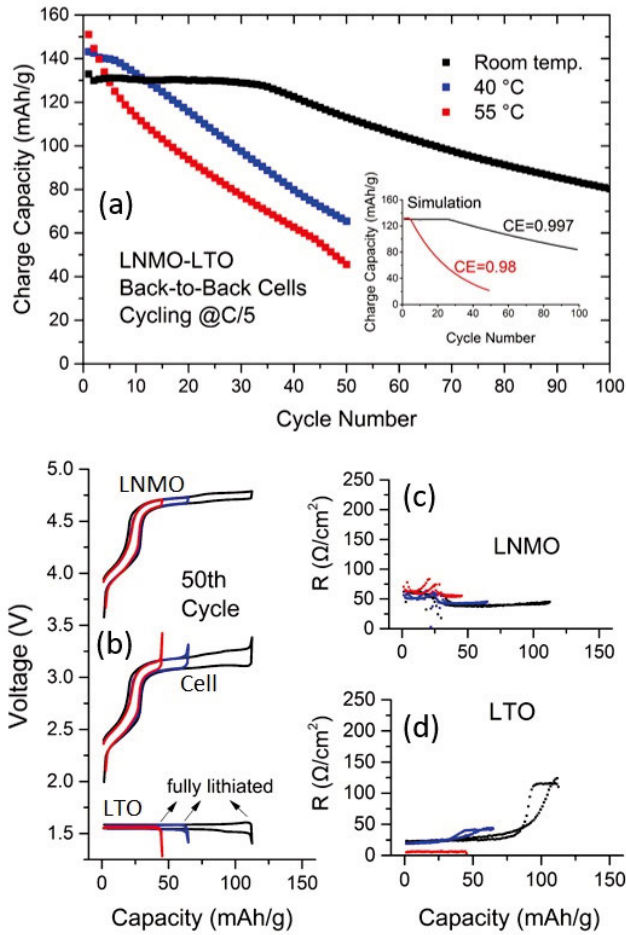 160
140
120
100
80
60
40
20
0
Charge Capacity (mAh/g)
Room temp.
40 °C
55 °C
(a)
LNMO-LTO
Back-to-Back Cells
Cycling @C/5
Simulation
160
120
80
40
0
Charge Capacity (mAh/g)
CE=0.997
CE=0.98
0 20 40 60 80 100
Cycle Number
0 10 20 30 40 50 60 70 80 90 100
Cycle Number
5.0
4.5
4.0
3.5
3.0
2.5
2.0
1.5
Voltage (V)
LNMO
50th
Cycle
(b)
Cell
fully lithiated
LTO
0 50 100 150
Capacity (mAh/g)
250
200
150
100
50
0
R (Ω/cm²)
(c)
LNMO
0 50 100 150
LTO
250
200
150
100
50
0
R (Ω/cm²)
(d)
0 50 100 150
Capacity (mAh/g)